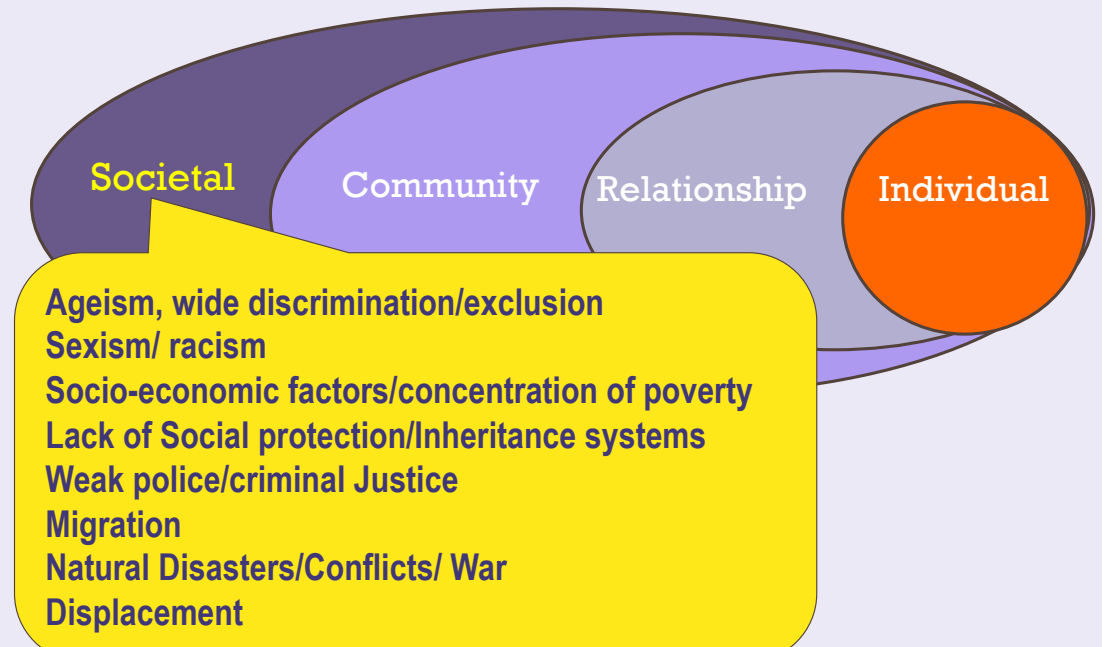 Societal
Community
Relationship
Individual
Ageism, wide discrimination/exclusion
Sexism/ racism
Socio-economic factors/concentration of poverty
Lack of Social protection/Inheritance systems
Weak police/criminal Justice
Migration
Natural Disasters/Conflicts/ War
Displacement